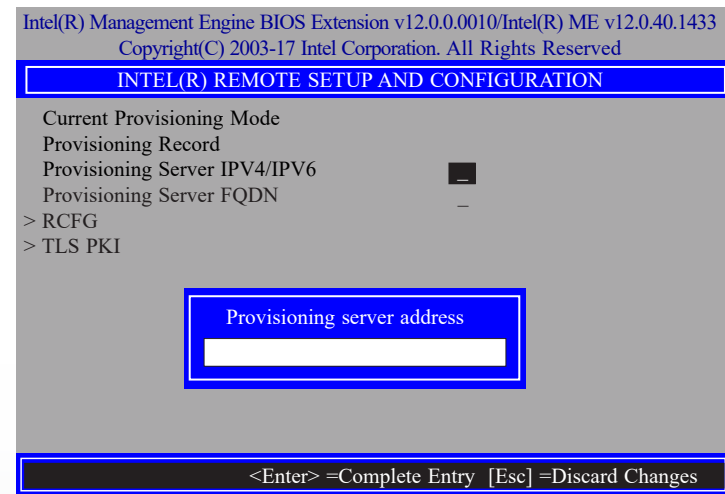 Intel(R) Management Engine BIOS Extension v12.0.0.0010/Intel(R) ME v12.0.40.1433
Copyright(C) 2003-17 Intel Corporation. All Rights Reserved
INTEL(R) REMOTE SETUP AND CONFIGURATION
Current Provisioning Mode
Provisioning Record
Provisioning Server IPV4/IPV6 _
Provisioning Server FQDN _
> RCFG
> TLS PKI
Provisioning server address
<Enter> =Complete Entry [Esc] =Discard Changes